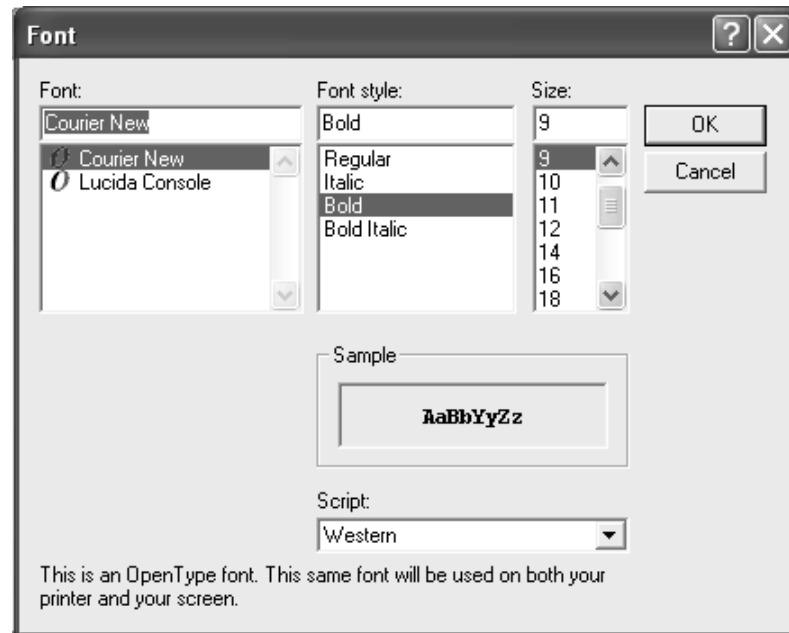 Font
Font: Font style: Size:
Courier New Bold 9 OK
Courier New Regular 9 Cancel
Lucida Console Italic 10
Bold 11
Bold Italic 12
14
16
18
Sample
AaBbYyZz
Script:
Western
This is an OpenType font. This same font will be used on both your
printer and your screen.